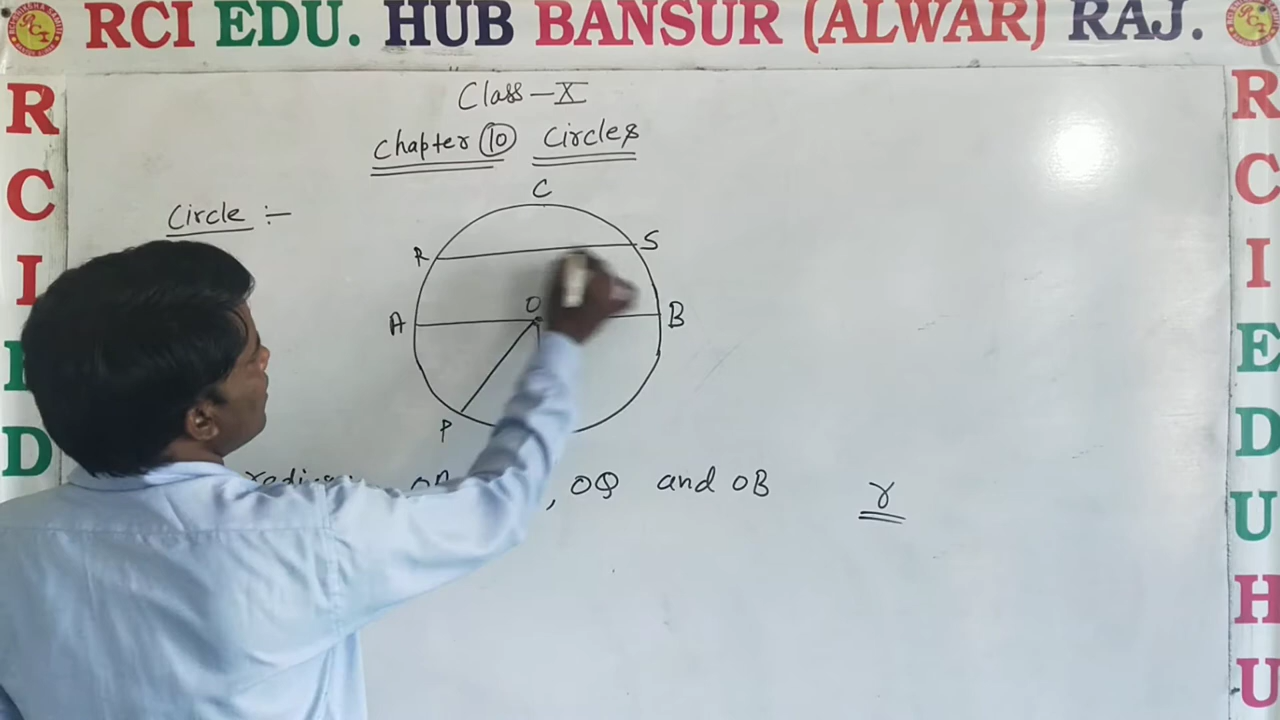 RCI EDU. HUB BANSUR (ALWAR) RAJ.
Class - X
Chapter 10 Circles
Circle :-
C
R S
O
A B
P
, OQ and OB r
R
C
I
D
R
C
I
E
D
U
H
U